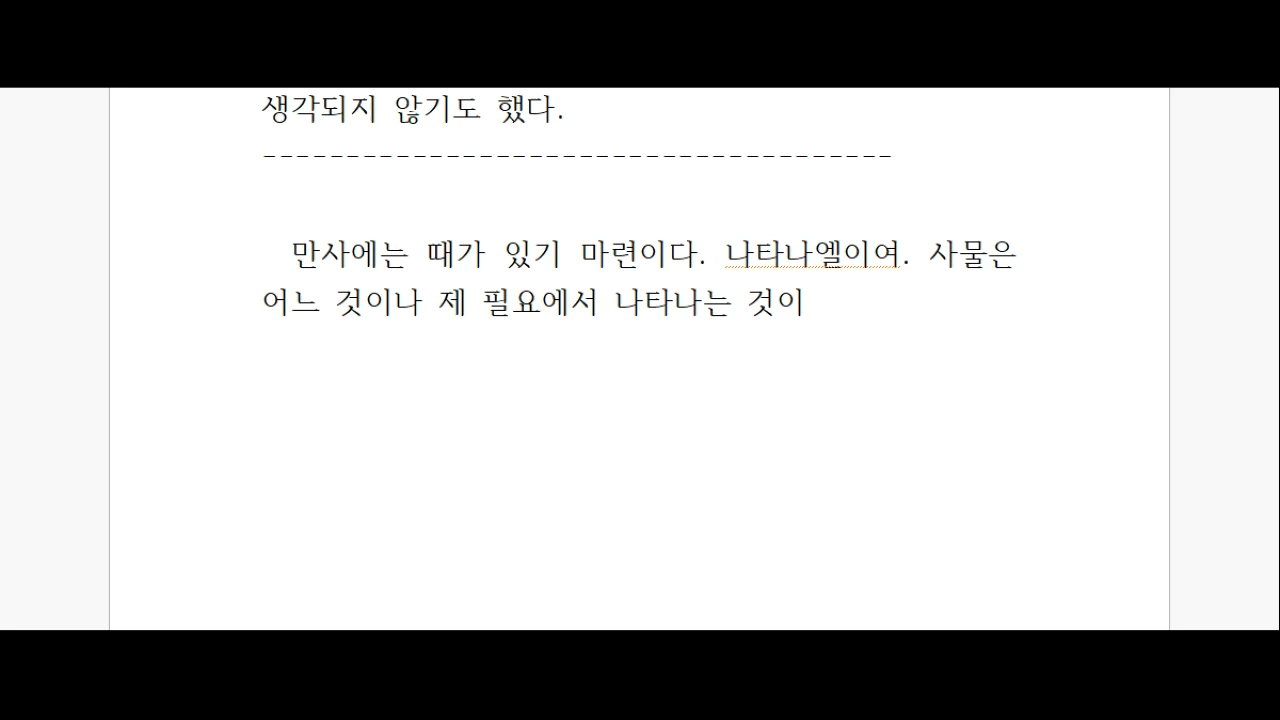 생각되지 않기도 했다.
---------------------------------------
만사에는 때가 있기 마련이다. 나타나엘이여. 사물은
어느 것이나 제 필요에서 나타나는 것이